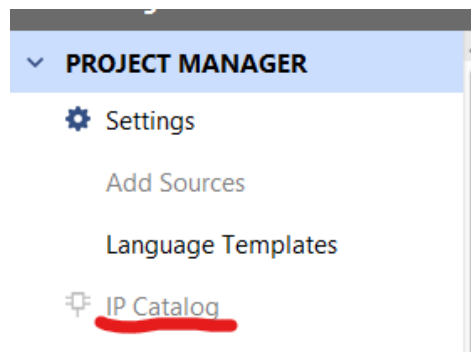 PROJECT MANAGER
Settings
Add Sources
Language Templates
IP Catalog